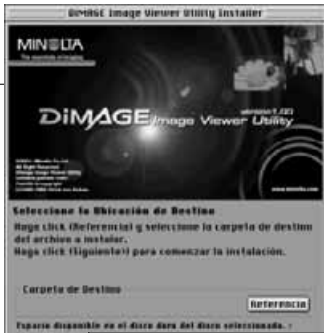 DiMAGE Image Viewer Utility Installer
MINOLTA
The essentials of imaging
version1.00
DiMAGE Image Viewer Utility
www.minolta.com
Seleccione la Ubicación de Destino
Haga click (Referencia) y seleccione la carpeta de destino
del archivo a instalar.
Haga click (Siguiente) para comenzar la instalación.
Carpeta de Destino
Referencia
Espacio disponible en el disco duro del disco seleccionado. :